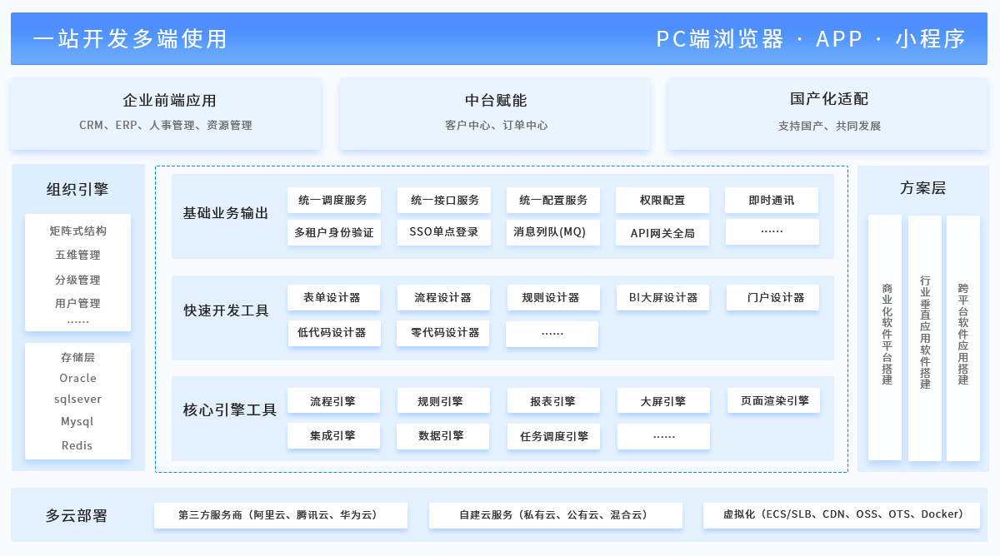 一站开发多端使用
PC端浏览器 · APP · 小程序
企业前端应用
CRM、ERP、人事管理、资源管理
中台赋能
客户中心、订单中心
国产化适配
支持国产、共同发展
组织引擎
矩阵式结构
五维管理
分级管理
用户管理
······
存储层
Oracle
sqlsever
Mysql
Redis
基础业务输出
统一调度服务
统一接口服务
统一配置服务
权限配置
即时通讯
多租户身份验证
SSO单点登录
消息列队(MQ)
API网关全局
······
快速开发工具
表单设计器
流程设计器
规则设计器
BI大屏设计器
门户设计器
低代码设计器
零代码设计器
······
核心引擎工具
流程引擎
规则引擎
报表引擎
大屏引擎
页面渲染引擎
集成引擎
数据引擎
任务调度引擎
······
方案层
商业化软件平台搭建
行业垂直应用软件搭建
跨平台软件应用搭建
多云部署
第三方服务商（阿里云、腾讯云、华为云）
自建云服务（私有云、公有云、混合云）
虚拟化（ECS/SLB、CDN、OSS、OTS、Docker）